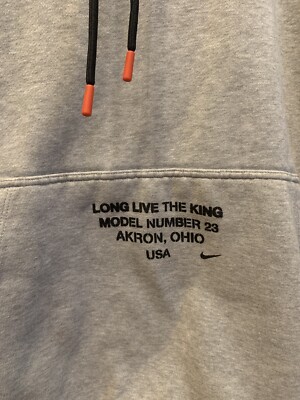 LONG LIVE THE KING
MODEL NUMBER 23
AKRON, OHIO
USA